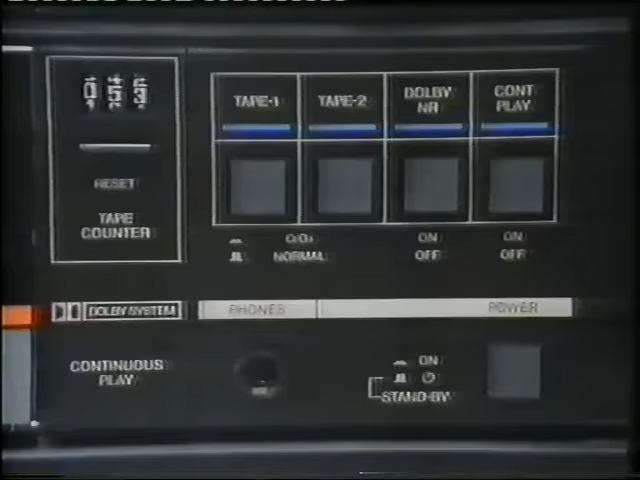 053
RESET
TAPE
COUNTER
TAPE-1
TAPE-2
DOLBY
NR
CONT
PLAY
NORMAL
ON
OFF
ON
OFF
DOLBY SYSTEM
PHONES
POWER
CONTINUOUS
PLAY
ON
STAND-BY